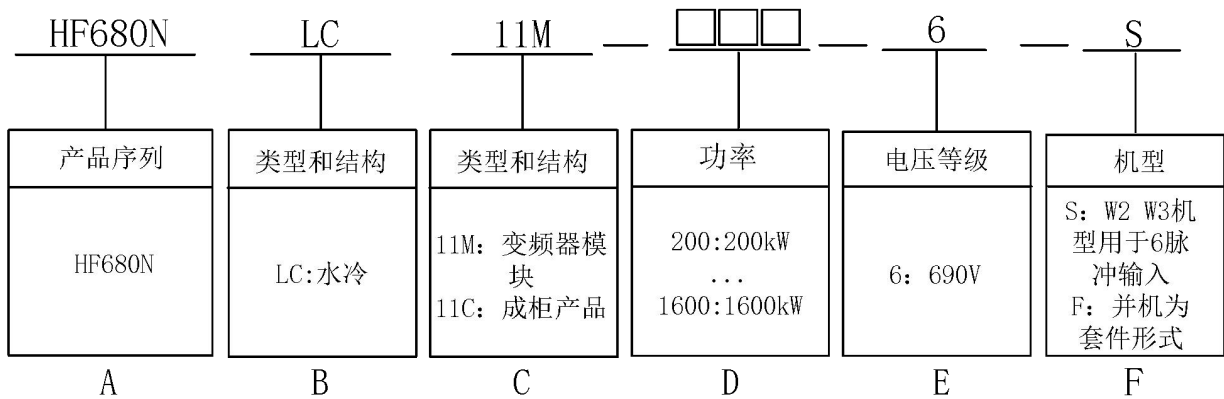 HF680N LC 11M — □□□ — 6 — S
产品序列
HF680N
类型和结构
LC:水冷
类型和结构
11M：变频器模
块
11C：成柜产品
功率
200:200kW
...
1600:1600kW
电压等级
6：690V
机型
S：W2 W3机
型用于6脉
冲输入
F：并机为
套件形式
A B C D E F